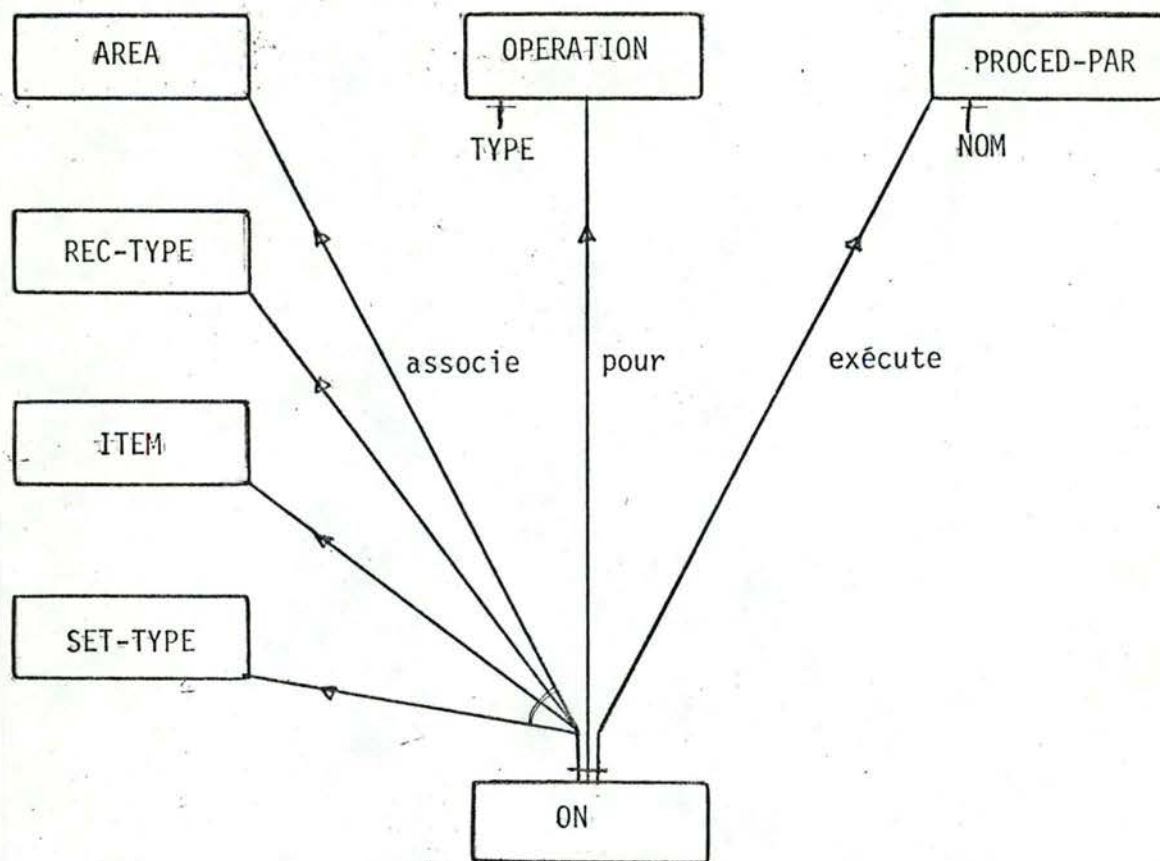 AREA
OPERATION
PROCED-PAR
TYPE
NOM
REC-TYPE
associe
pour
exécute
ITEM
SET-TYPE
ON